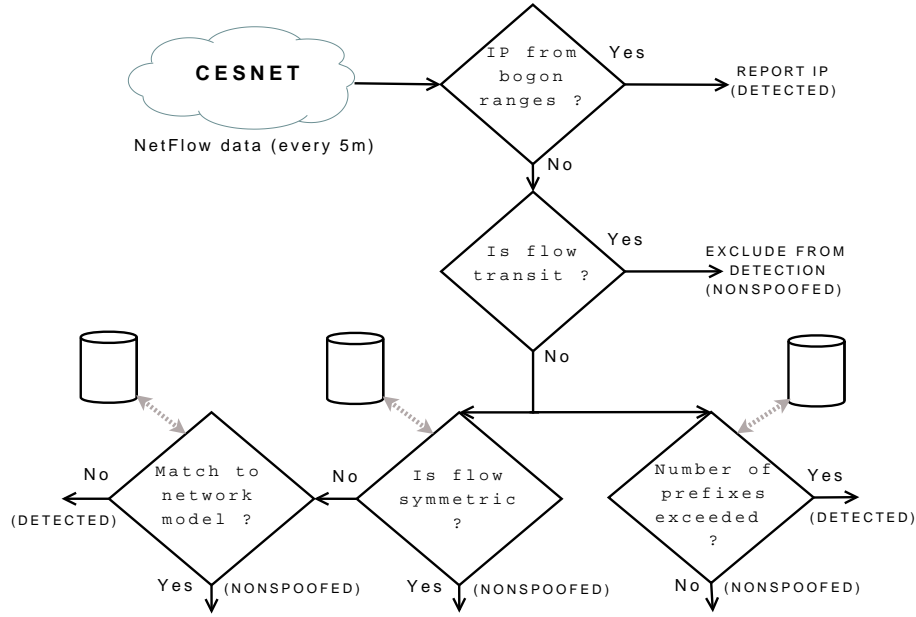 CESNET
NetFlow data (every 5m)
IP from
bogon
ranges ?
Yes
REPORT IP
(DETECTED)
No
Is flow
transit ?
Yes
EXCLUDE FROM
DETECTION
(NONSPOOFED)
No
Match to
network
model ?
No
(DETECTED)
Yes
(NONSPOOFED)
Is flow
symmetric
?
No
Yes
(NONSPOOFED)
Number of
prefixes
exceeded
?
Yes
(DETECTED)
No
(NONSPOOFED)